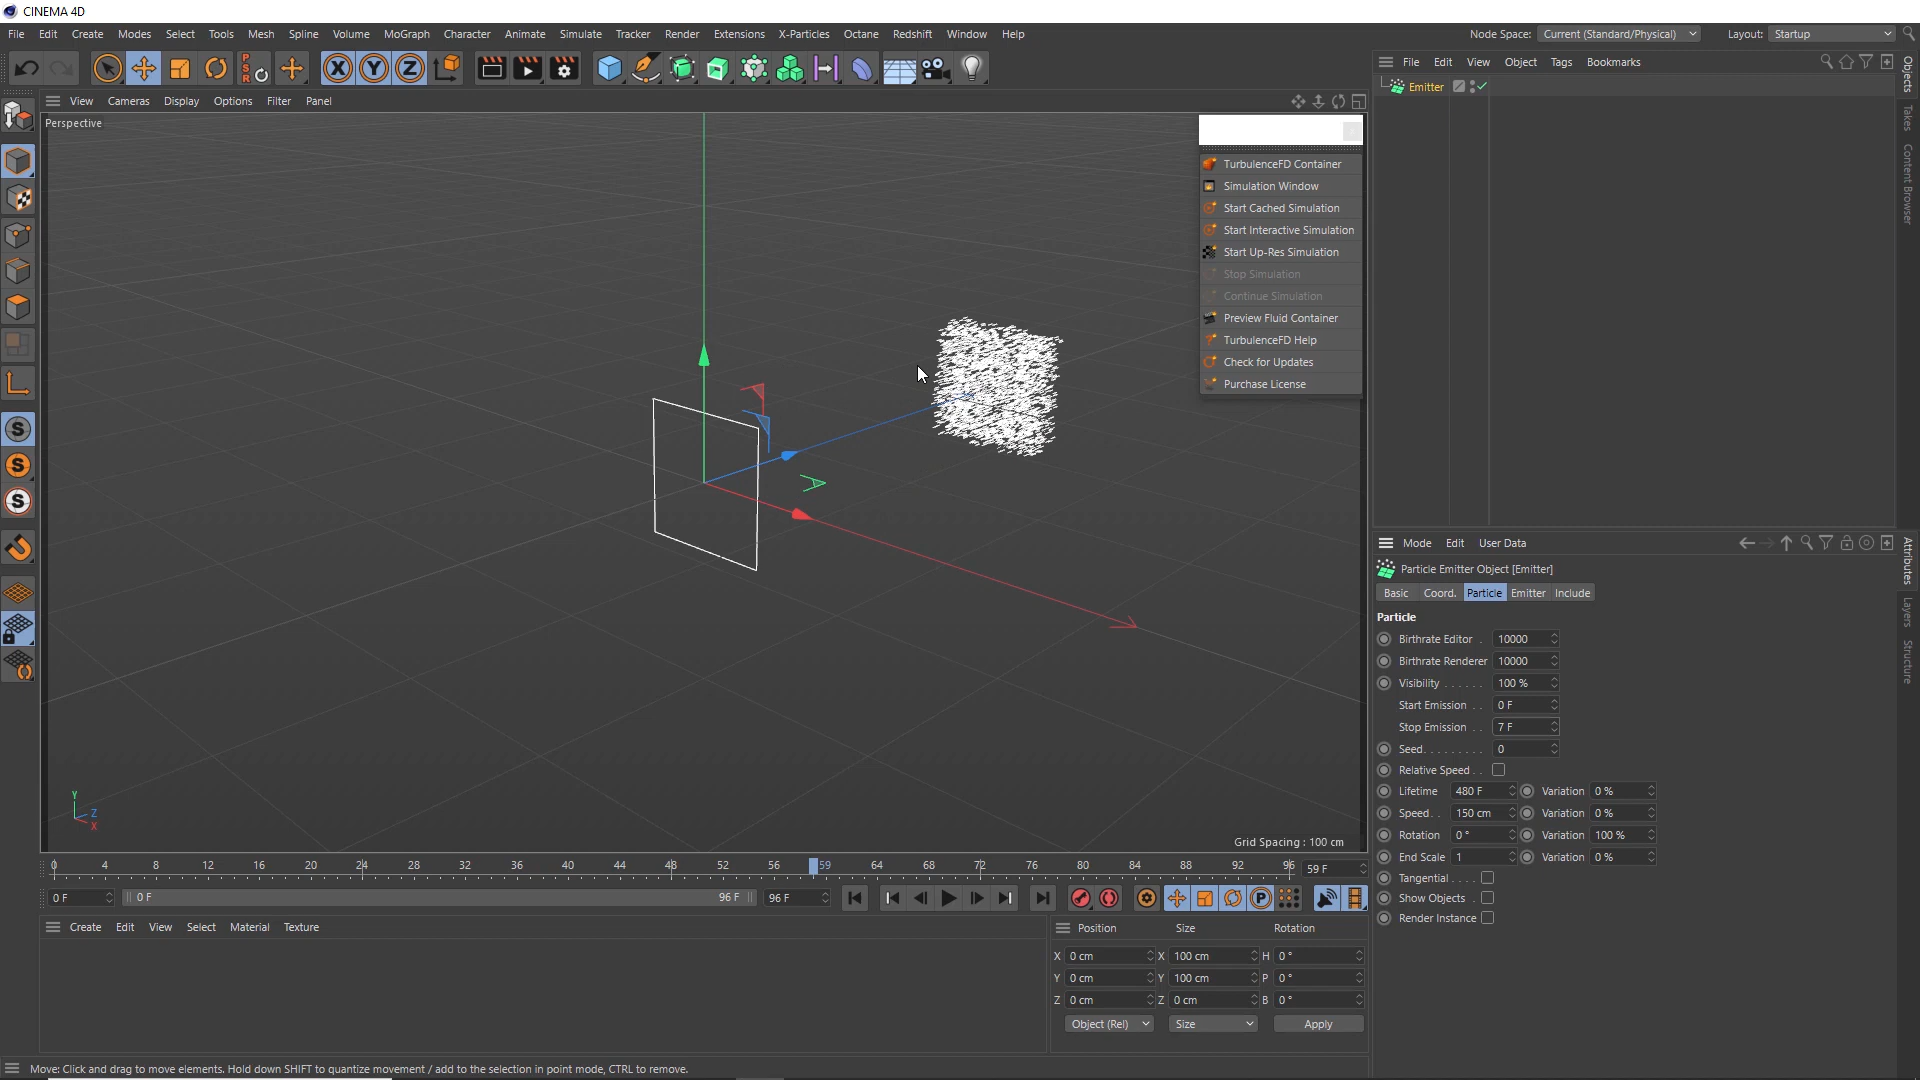 CINEMA 4D
File Edit Create Modes Select Tools Mesh Spline Volume MoGraph Character Animate Simulate Tracker Render Extensions X-Particles Octane Redshift Window Help
Node Space: Current (Standard/Physical) Layout: Startup
PSR X Y Z
File Edit View Object Tags Bookmarks
Emitter
View Cameras Display Options Filter Panel
Perspective
TurbulenceFD Container
Simulation Window
Start Cached Simulation
Start Interactive Simulation
Start Up-Res Simulation
Stop Simulation
Continue Simulation
Preview Fluid Container
TurbulenceFD Help
Check for Updates
Purchase License
Objects
Takes
Content Browser
S
S
S
Mode Edit User Data
Particle Emitter Object [Emitter]
Basic Coord. Particle Emitter Include
Particle
Birthrate Editor . 10000
Birthrate Renderer 10000
Visibility . . . . . . 100 %
Start Emission . . 0 F
Stop Emission . . 7 F
Seed. . . . . . . . . 0
Relative Speed . .
Lifetime 480 F Variation 0 %
Speed. . 150 cm Variation 0 %
Rotation 0 ° Variation 100 %
End Scale 1 Variation 0 %
Tangential . . . .
Show Objects .
Render Instance
Attributes
Layers
Structure
Y
Z
X
Grid Spacing : 100 cm
0 4 8 12 16 20 24 28 32 36 40 44 48 52 56 59 64 68 72 76 80 84 88 92 96 59 F
0 F 0 F 96 F 96 F P
Create Edit View Select Material Texture
Position Size Rotation
X 0 cm X 100 cm H 0 °
Y 0 cm Y 100 cm P 0 °
Z 0 cm Z 0 cm B 0 °
Object (Rel) Size Apply
Move: Click and drag to move elements. Hold down SHIFT to quantize movement / add to the selection in point mode, CTRL to remove.